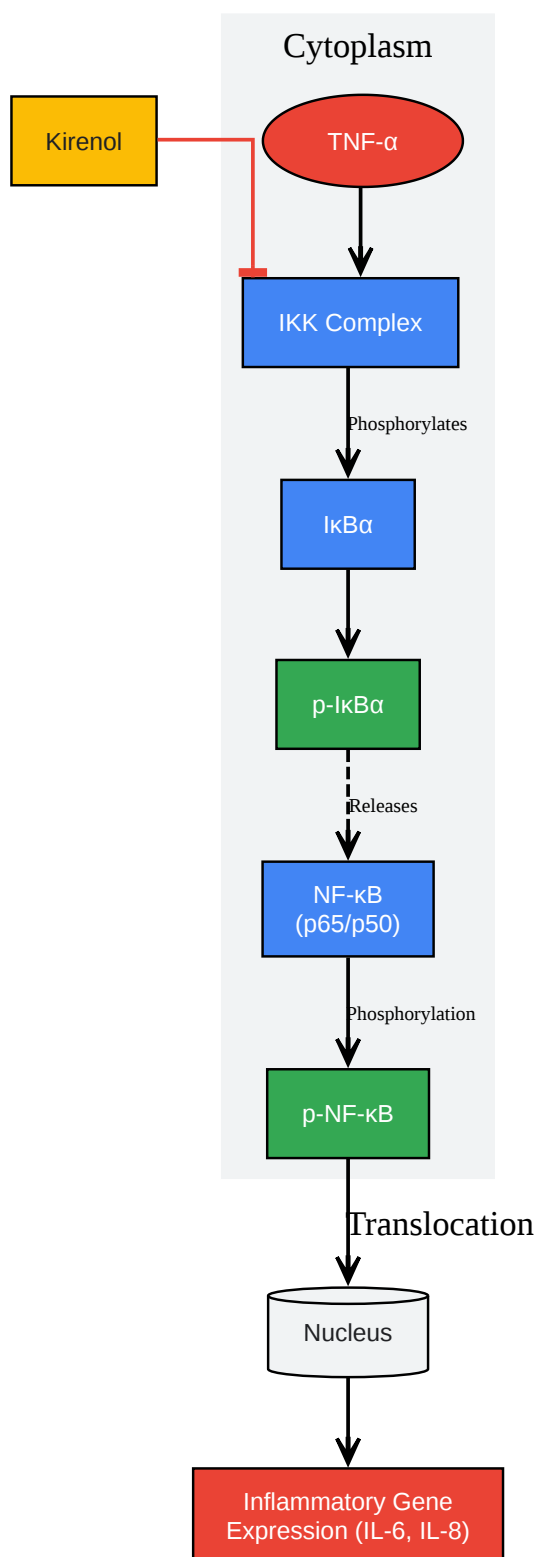 Cytoplasm
Kirenol
TNF-α
IKK Complex
Phosphorylates
IκBα
p-IκBα
Releases
NF-κB
(p65/p50)
Phosphorylation
p-NF-κB
Translocation
Nucleus
Inflammatory Gene
Expression (IL-6, IL-8)